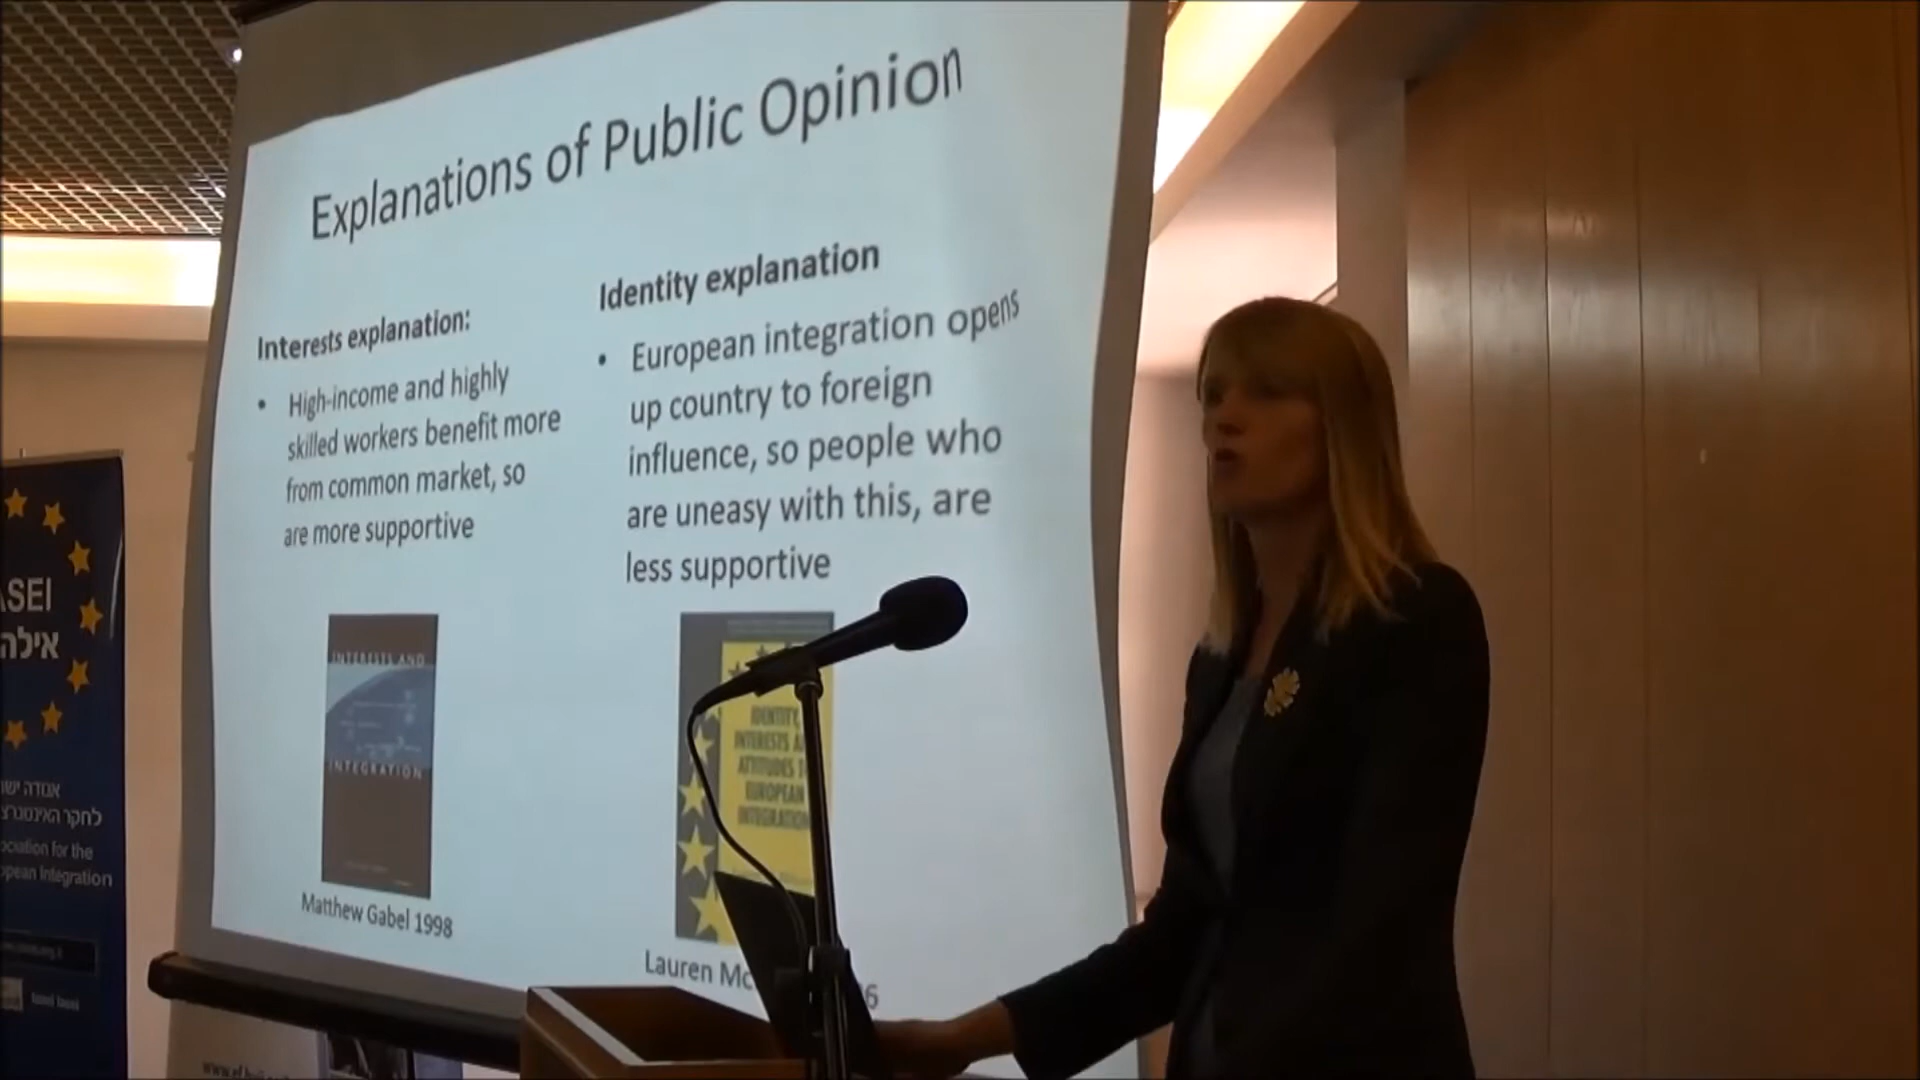 Explanations of Public Opinion
Interests explanation:
• High-income and highly
skilled workers benefit more
from common market, so
are more supportive
Identity explanation
• European integration opens
up country to foreign
influence, so people who
are uneasy with this, are
less supportive
INTERESTS AND
INTEGRATION
Matthew Gabel 1998
IDENTITY,
INTERESTS
ATTITUDES
EUROPEAN
INTEGRATION
Lauren Mc
6
ASEI
אילה
אגודה
לחקר
ociation for the
opean Integration